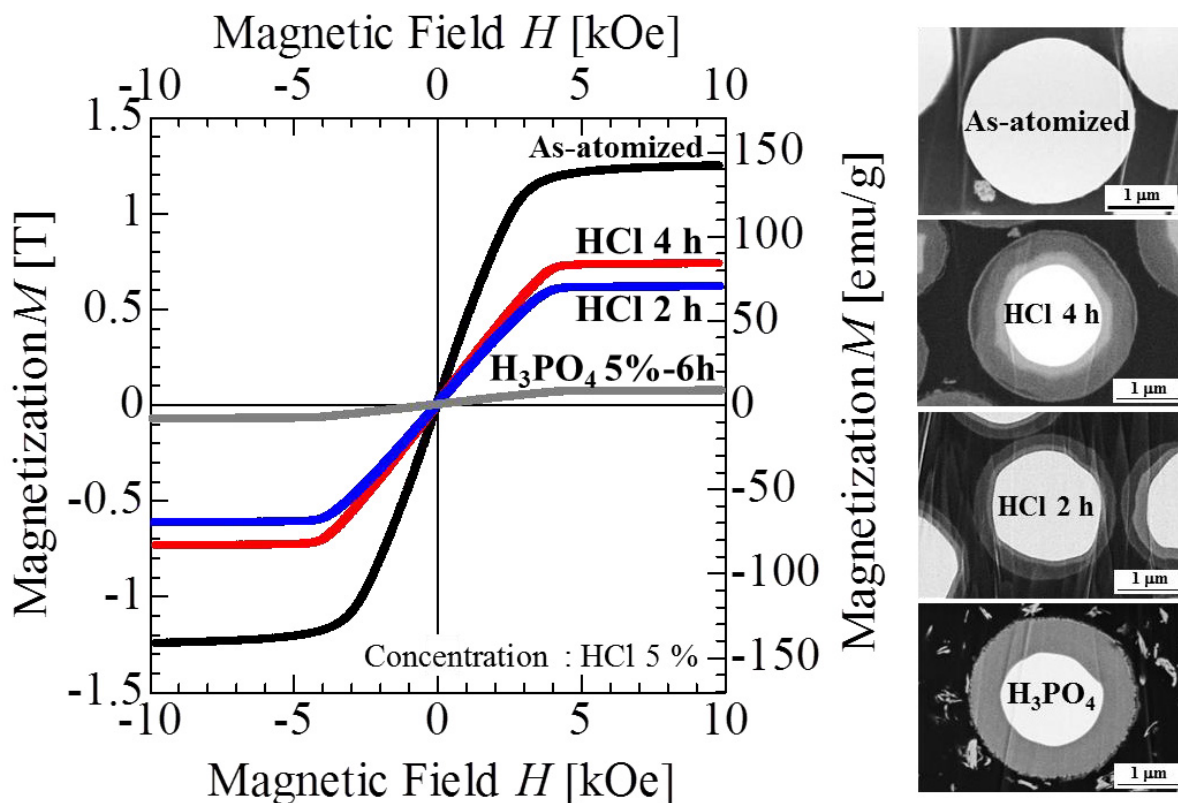 Magnetic Field H [kOe]
-10 -5 0 5 10
Magnetization M [T]
1.5
1
0.5
0
-0.5
-1
-1.5
As-atomized
HCl 4 h
HCl 2 h
H₃PO₄ 5%-6h
Concentration : HCl 5 %
150
100
50
0
-50
-100
-150
Magnetization M [emu/g]
-10 -5 0 5 10
Magnetic Field H [kOe]
As-atomized
1 μm
HCl 4 h
1 μm
HCl 2 h
1 μm
H₃PO₄
1 μm